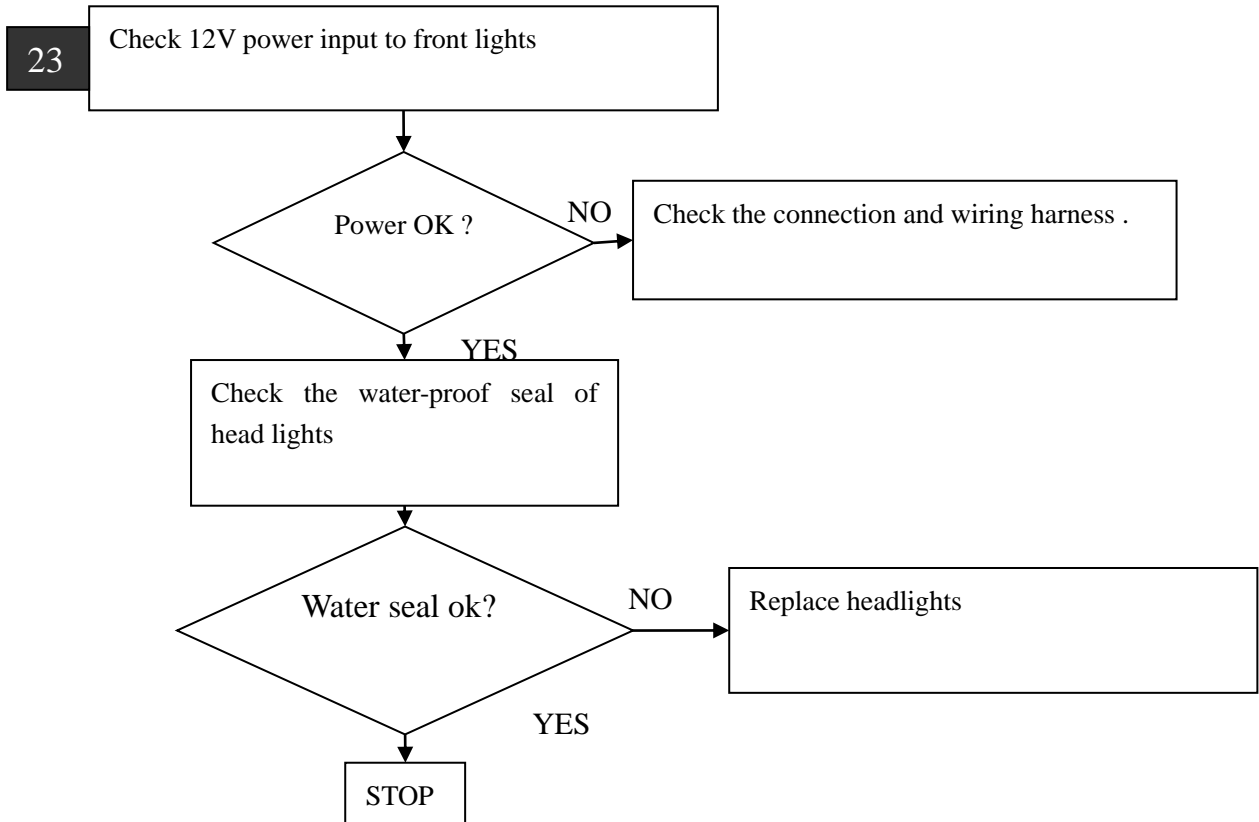 23
Check 12V power input to front lights
Power OK ?
NO
Check the connection and wiring harness .
YES
Check the water-proof seal of
head lights
Water seal ok?
NO
Replace headlights
YES
STOP